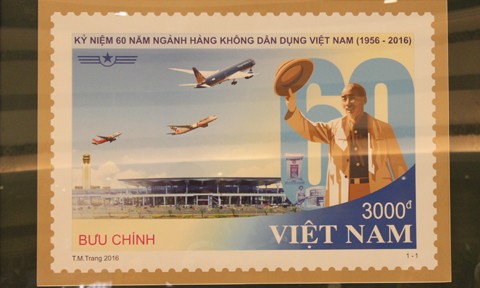 KỶ NIỆM 60 NĂM NGÀNH HÀNG KHÔNG DÂN DỤNG VIỆT NAM (1956 - 2016)
60
3000đ
BƯU CHÍNH
VIỆT NAM
T.M.Trang 2016
1 - 1